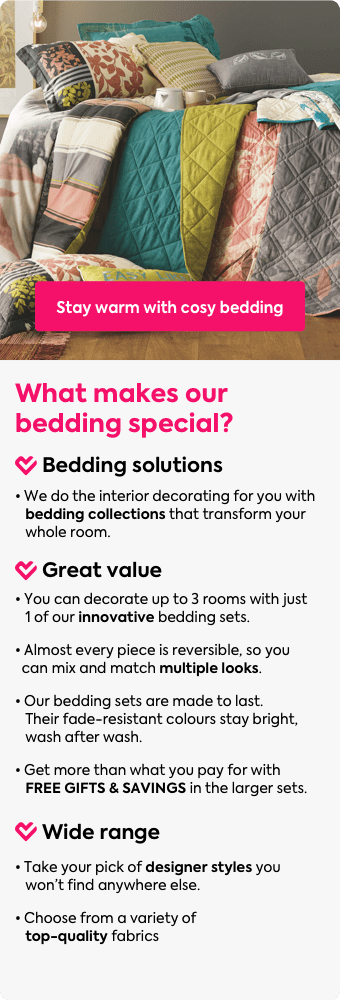 Stay warm with cosy bedding
What makes our
bedding special?
Bedding solutions
• We do the interior decorating for you with
bedding collections that transform your
whole room.
Great value
• You can decorate up to 3 rooms with just
1 of our innovative bedding sets.
• Almost every piece is reversible, so you
can mix and match multiple looks.
• Our bedding sets are made to last.
Their fade-resistant colours stay bright,
wash after wash.
• Get more than what you pay for with
FREE GIFTS & SAVINGS in the larger sets.
Wide range
• Take your pick of designer styles you
won't find anywhere else.
• Choose from a variety of
top-quality fabrics